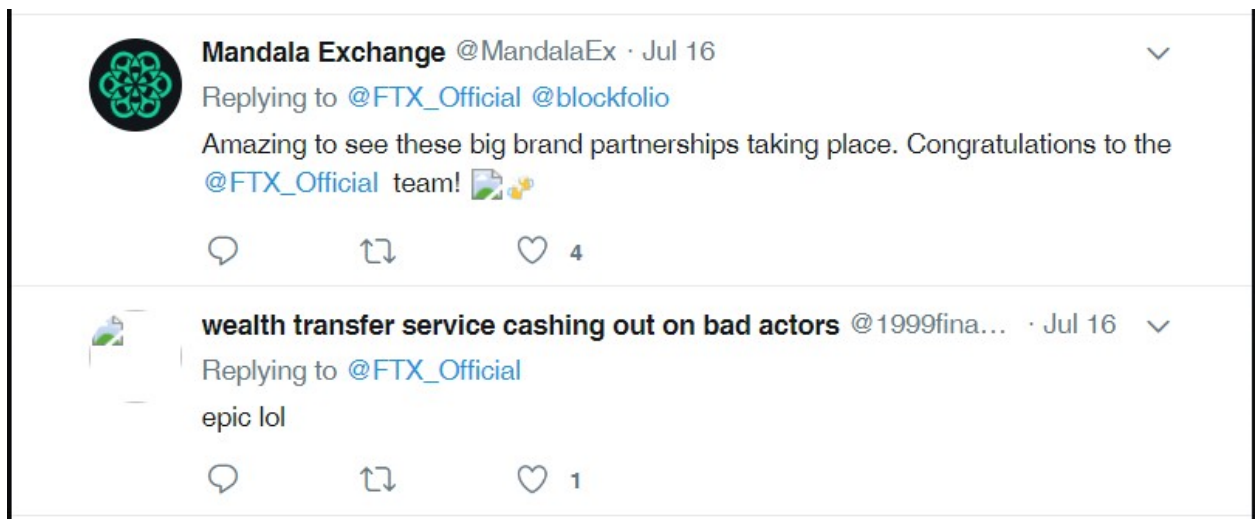 Mandala Exchange @MandalaEx · Jul 16
Replying to @FTX_Official @blockfolio
Amazing to see these big brand partnerships taking place. Congratulations to the
@FTX_Official team!
4
wealth transfer service cashing out on bad actors @1999fina… · Jul 16
Replying to @FTX_Official
epic lol
1